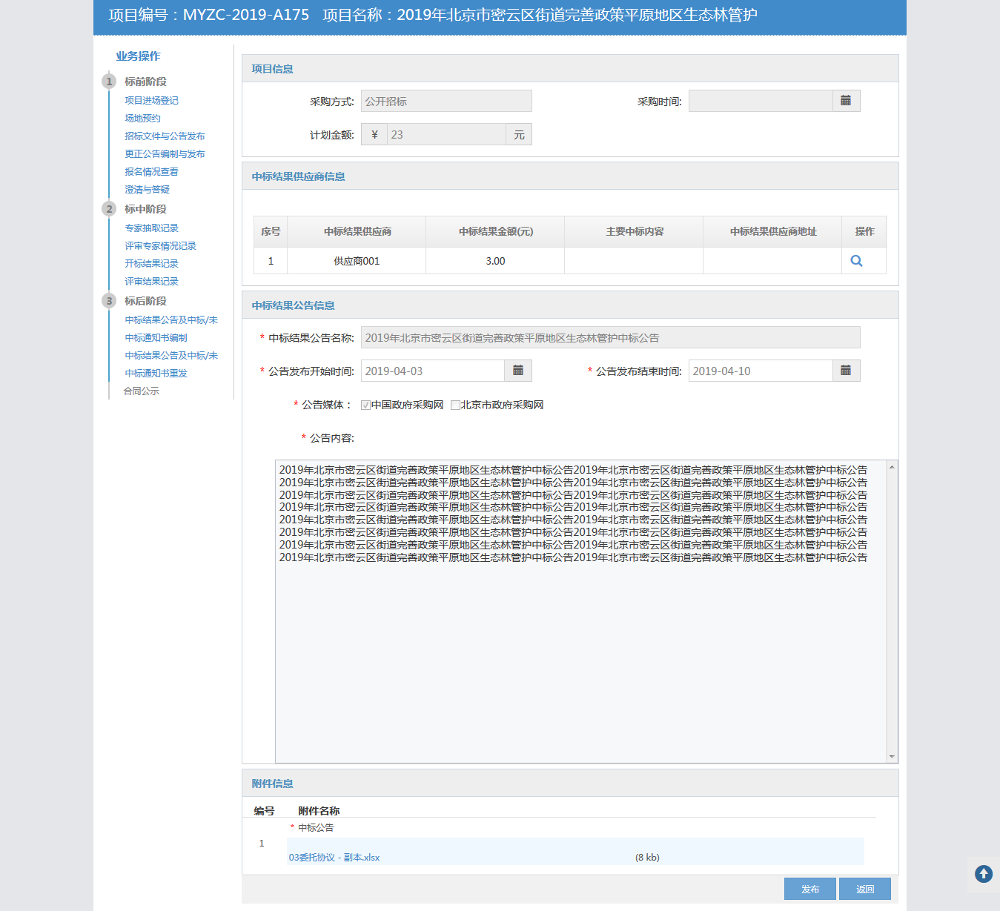 项目编号：MYZC-2019-A175 项目名称：2019年北京市密云区街道完善政策平原地区生态林管护
业务操作
1 标前阶段
项目进场登记
场地预约
招标文件与公告发布
更正公告编制与发布
报名情况查看
澄清与答疑
2 标中阶段
专家抽取记录
评审专家情况记录
开标结果记录
评审结果记录
3 标后阶段
中标结果公告及中标/未
中标通知书编制
中标结果公告及中标/未
中标通知书重发
合同公示
项目信息
采购方式: 公开招标 采购时间:
计划金额: ¥ 23 元
中标结果供应商信息
序号 中标结果供应商 中标结果金额(元) 主要中标内容 中标结果供应商地址 操作
1 供应商001 3.00
中标结果公告信息
* 中标结果公告名称: 2019年北京市密云区街道完善政策平原地区生态林管护中标公告
* 公告发布开始时间: 2019-04-03 * 公告发布结束时间: 2019-04-10
* 公告媒体： 中国政府采购网 北京市政府采购网
* 公告内容:
2019年北京市密云区街道完善政策平原地区生态林管护中标公告2019年北京市密云区街道完善政策平原地区生态林管护中标公告
2019年北京市密云区街道完善政策平原地区生态林管护中标公告2019年北京市密云区街道完善政策平原地区生态林管护中标公告
2019年北京市密云区街道完善政策平原地区生态林管护中标公告2019年北京市密云区街道完善政策平原地区生态林管护中标公告
2019年北京市密云区街道完善政策平原地区生态林管护中标公告2019年北京市密云区街道完善政策平原地区生态林管护中标公告
2019年北京市密云区街道完善政策平原地区生态林管护中标公告2019年北京市密云区街道完善政策平原地区生态林管护中标公告
2019年北京市密云区街道完善政策平原地区生态林管护中标公告2019年北京市密云区街道完善政策平原地区生态林管护中标公告
2019年北京市密云区街道完善政策平原地区生态林管护中标公告2019年北京市密云区街道完善政策平原地区生态林管护中标公告
2019年北京市密云区街道完善政策平原地区生态林管护中标公告2019年北京市密云区街道完善政策平原地区生态林管护中标公告
附件信息
编号 附件名称
* 中标公告
1
03委托协议 - 副本.xlsx (8 kb)
发布 返回